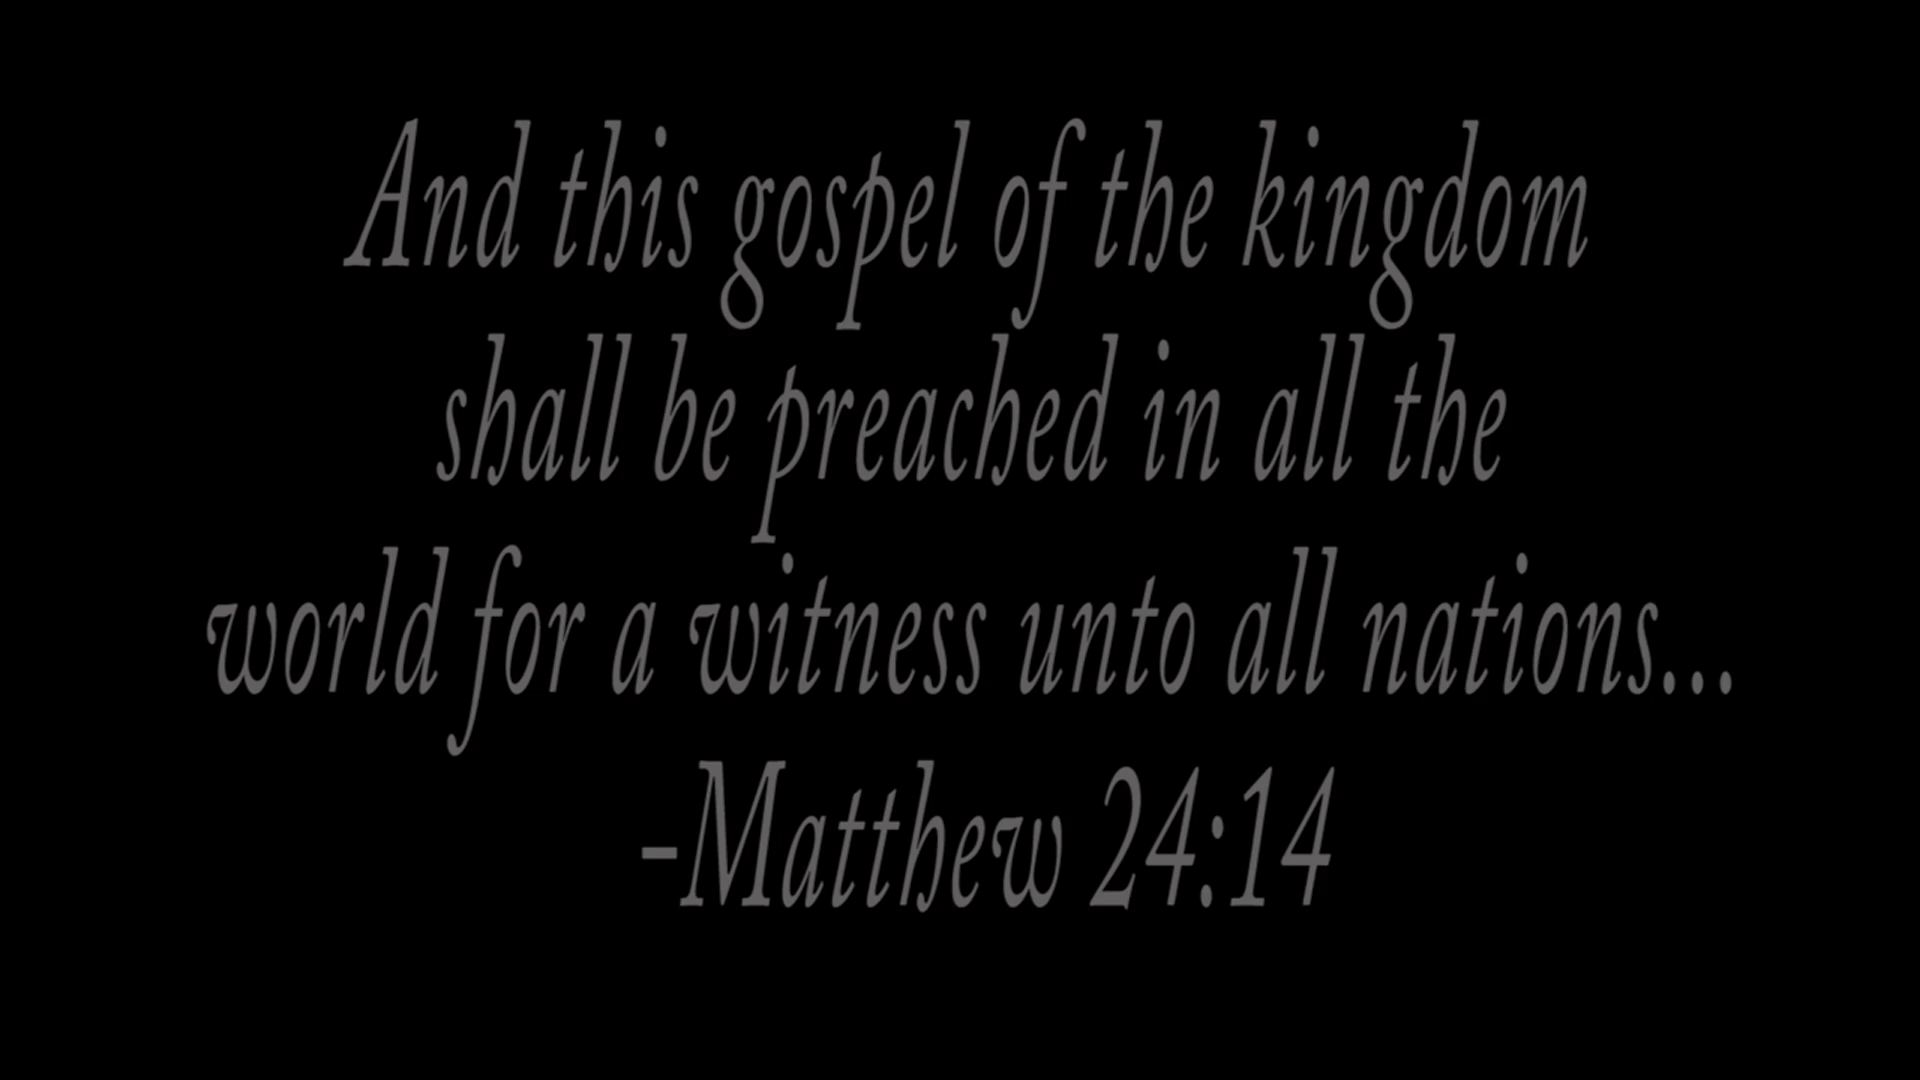 And this gospel of the kingdom
shall be preached in all the
world for a witness unto all nations...
-Matthew 24:14